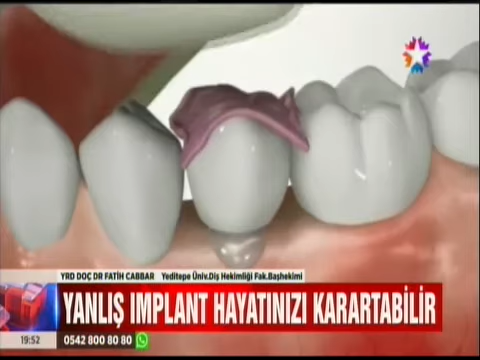 YRD DOÇ DR FATİH CABBAR Yeditepe Üniv.Diş Hekimliği Fak.Başhekimi
YANLIŞ IMPLANT HAYATINIZI KARARTABİLİR
19:52 0542 800 80 80